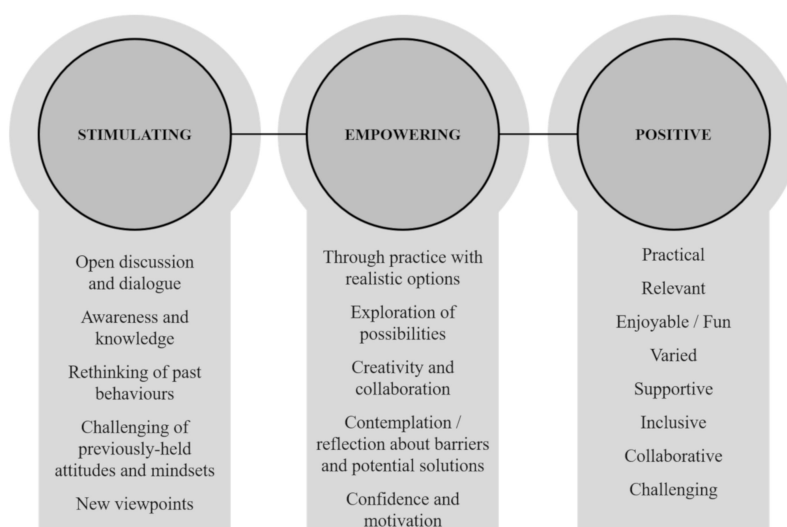 STIMULATING
EMPOWERING
POSITIVE
Open discussion
and dialogue
Awareness and
knowledge
Rethinking of past
behaviours
Challenging of
previously-held
attitudes and mindsets
New viewpoints
Through practice with
realistic options
Exploration of
possibilities
Creativity and
collaboration
Contemplation /
reflection about barriers
and potential solutions
Confidence and
motivation
Practical
Relevant
Enjoyable / Fun
Varied
Supportive
Inclusive
Collaborative
Challenging